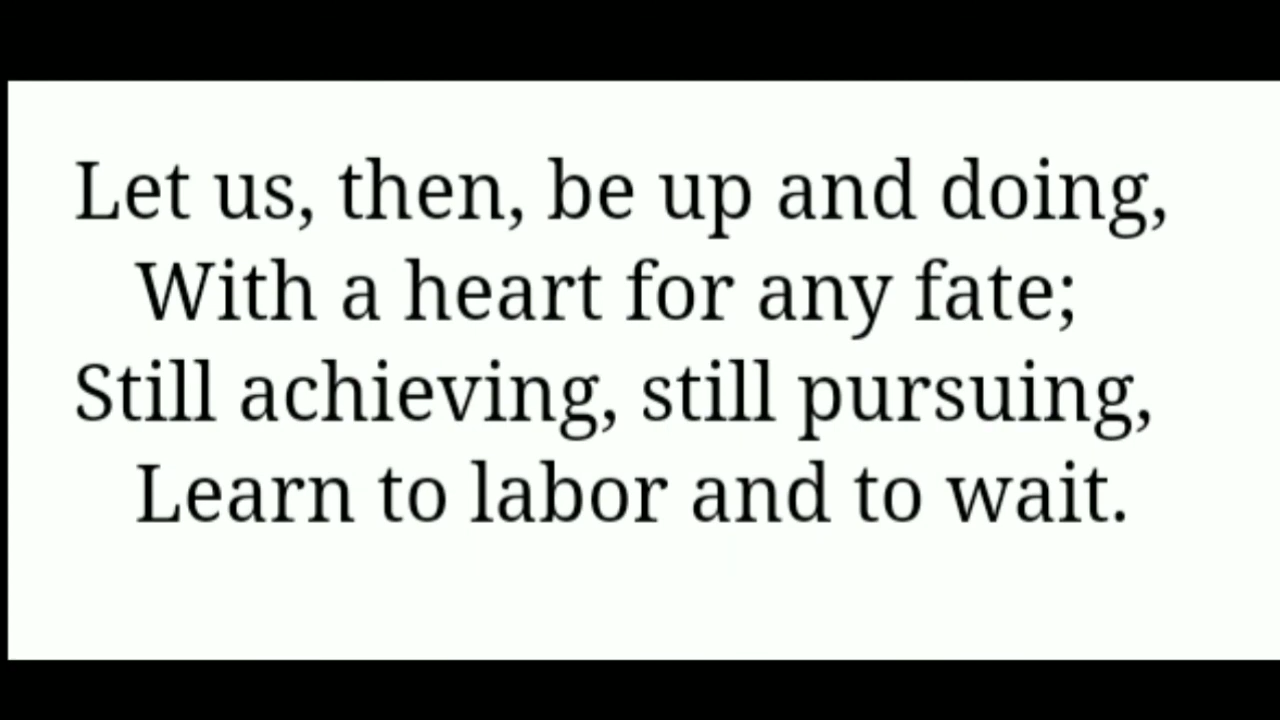 Let us, then, be up and doing,
With a heart for any fate;
Still achieving, still pursuing,
Learn to labor and to wait.